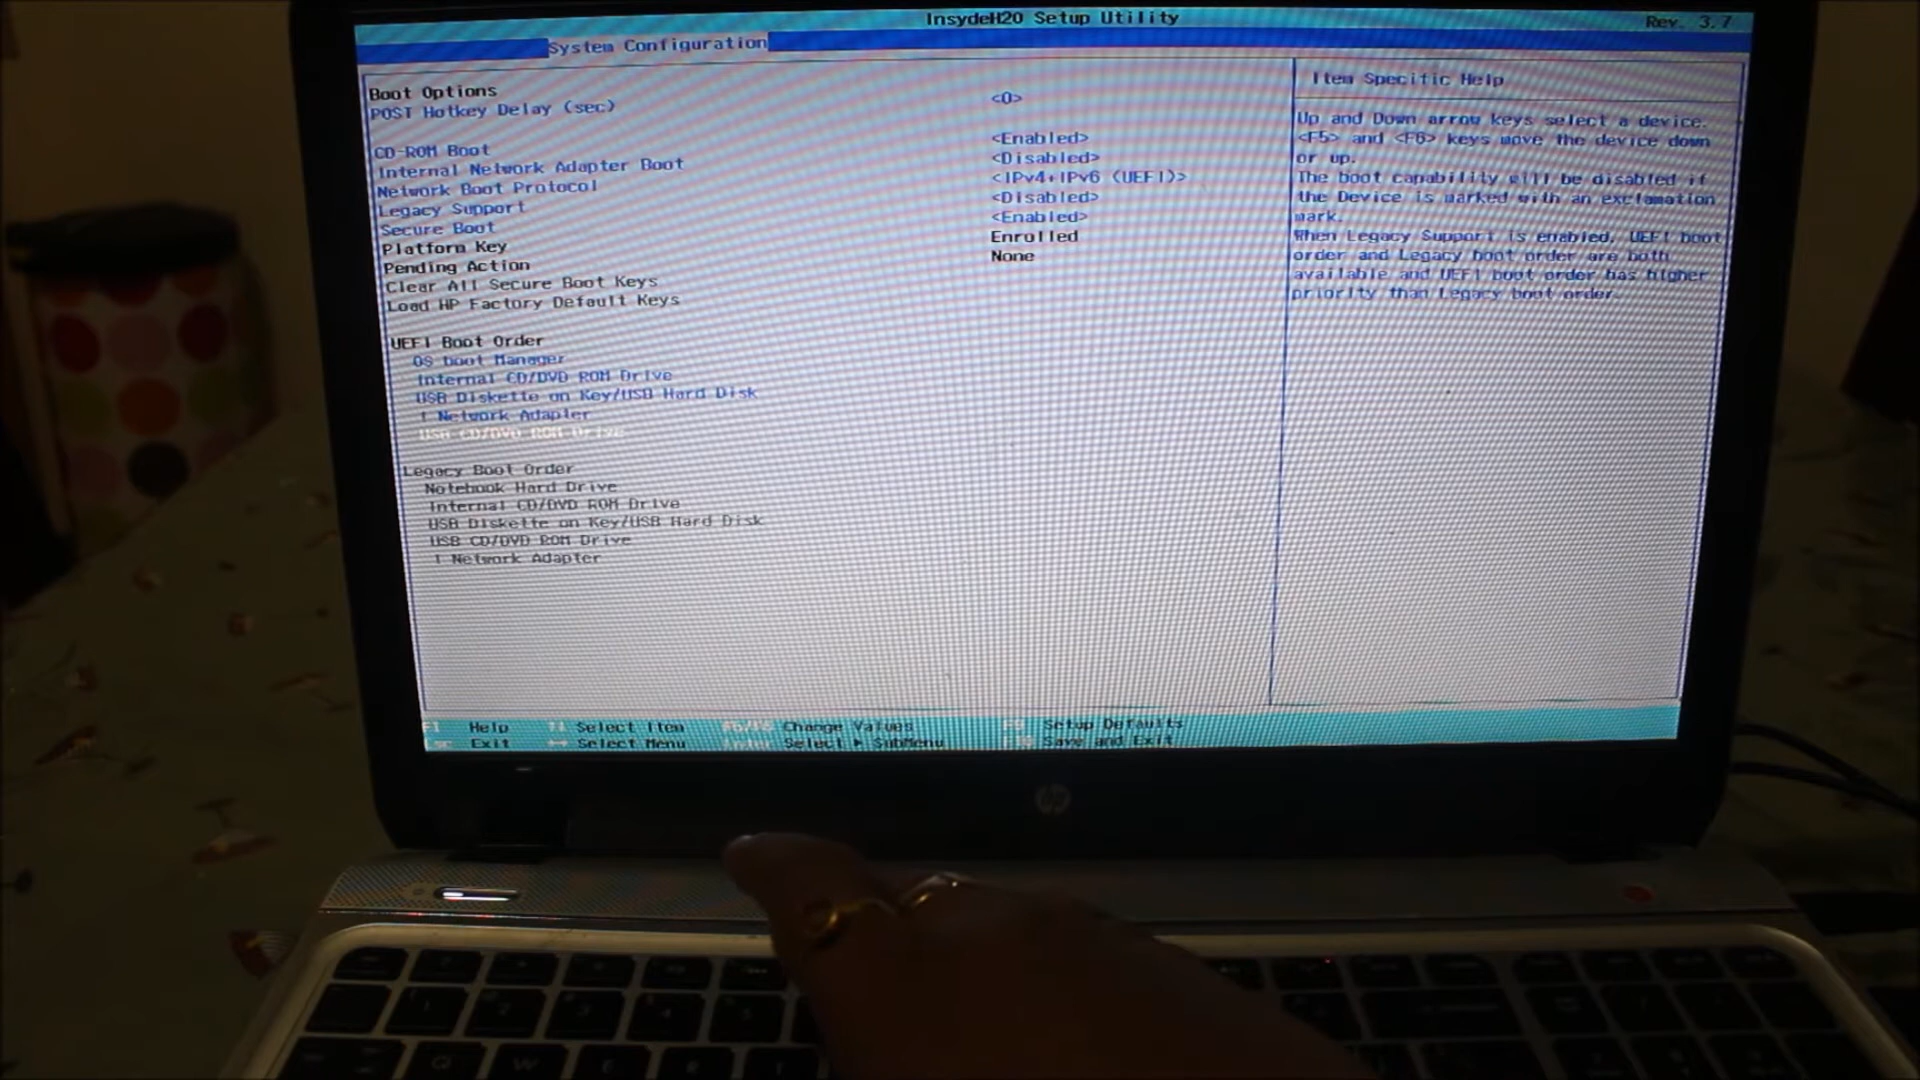 InsydeH20 Setup Utility
Rev. 3.7
System Configuration
Boot Options
POST Hotkey Delay (sec) <0>
CD-ROM Boot <Enabled>
Internal Network Adapter Boot <Disabled>
Network Boot Protocol <IPv4+IPv6 (UEFI)>
Legacy Support <Disabled>
Secure Boot <Enabled>
Platform Key Enrolled
Pending Action None
Clear All Secure Boot Keys
Load HP Factory Default Keys
UEFI Boot Order
OS boot Manager
Internal CD/DVD ROM Drive
USB Diskette on Key/USB Hard Disk
! Network Adapter
USB CD/DVD ROM Drive
Legacy Boot Order
Notebook Hard Drive
Internal CD/DVD ROM Drive
USB Diskette on Key/USB Hard Disk
USB CD/DVD ROM Drive
! Network Adapter
Item Specific Help
Up and Down arrow keys select a device.
<F5> and <F6> keys move the device down
or up.
The boot capability will be disabled if
the Device is marked with an exclamation
mark.
When Legacy Support is enabled, UEFI boot
order and Legacy boot order are both
available and UEFI boot order has higher
priority than Legacy boot order.
Help Select Item Change Values Setup Defaults
Exit Select Menu Select ▸ SubMenu Save and Exit
hp